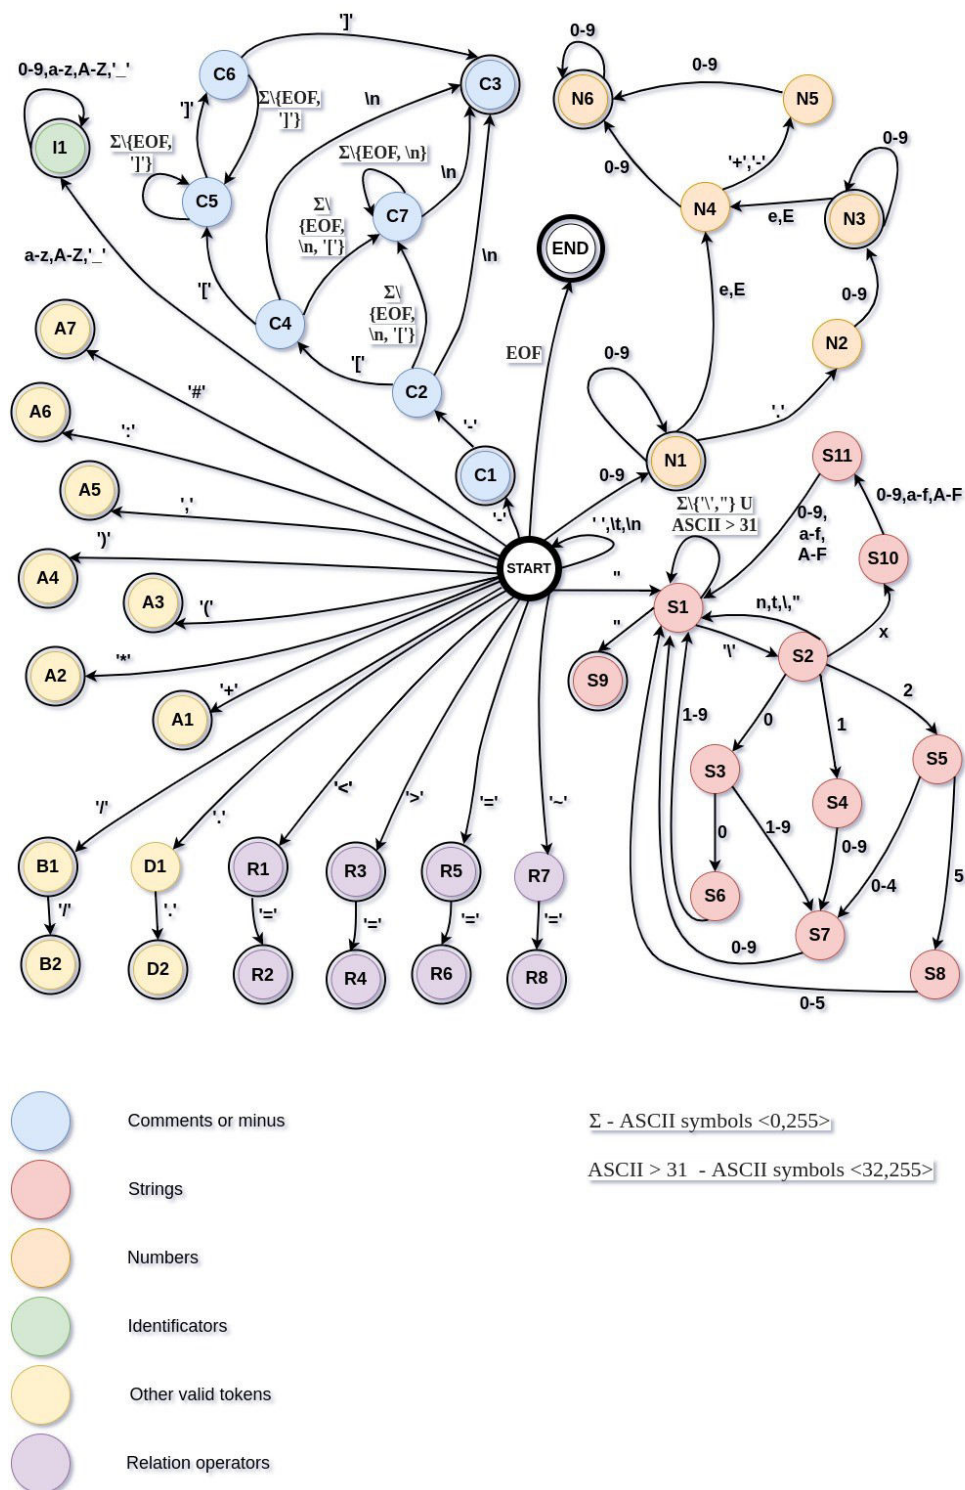 ']'
0-9
0-9,a-z,A-Z,'_'
C6
0-9
C3
N6
N5
Σ\{EOF,
']'}
\n
']'
I1
Σ\{EOF,
']'}
Σ\{EOF, \n}
0-9
'+','-'
0-9
\n
C5
C7
N4
N3
e,E
Σ\
{EOF,
\n, '['}
a-z,A-Z,'_'
END
\n
'['
e,E
0-9
Σ\
{EOF,
\n, '['}
C4
A7
N2
EOF
0-9
'['
'#'
C2
A6
'.'
':'
'-'
S11
N1
C1
0-9
A5
0-9,a-f,A-F
','
Σ\{'\',"} U
ASCII > 31
0-9,
a-f,
A-F
'-'
' ',\t,\n
')'
S10
START
A4
"
A3
'('
S1
n,t,\,"
"
x
'\'
S2
'*'
A2
S9
'+'
2
A1
1-9
0
1
S5
S3
'<'
'>'
'='
'~'
'/'
'.'
S4
0
1-9
0-9
B1
D1
R1
R3
R5
R7
5
0-4
S6
'/'
'.'
'='
'='
'='
'='
S7
0-9
B2
D2
R2
R4
R6
R8
S8
0-5
Comments or minus
Σ - ASCII symbols <0,255>
ASCII > 31 - ASCII symbols <32,255>
Strings
Numbers
Identificators
Other valid tokens
Relation operators